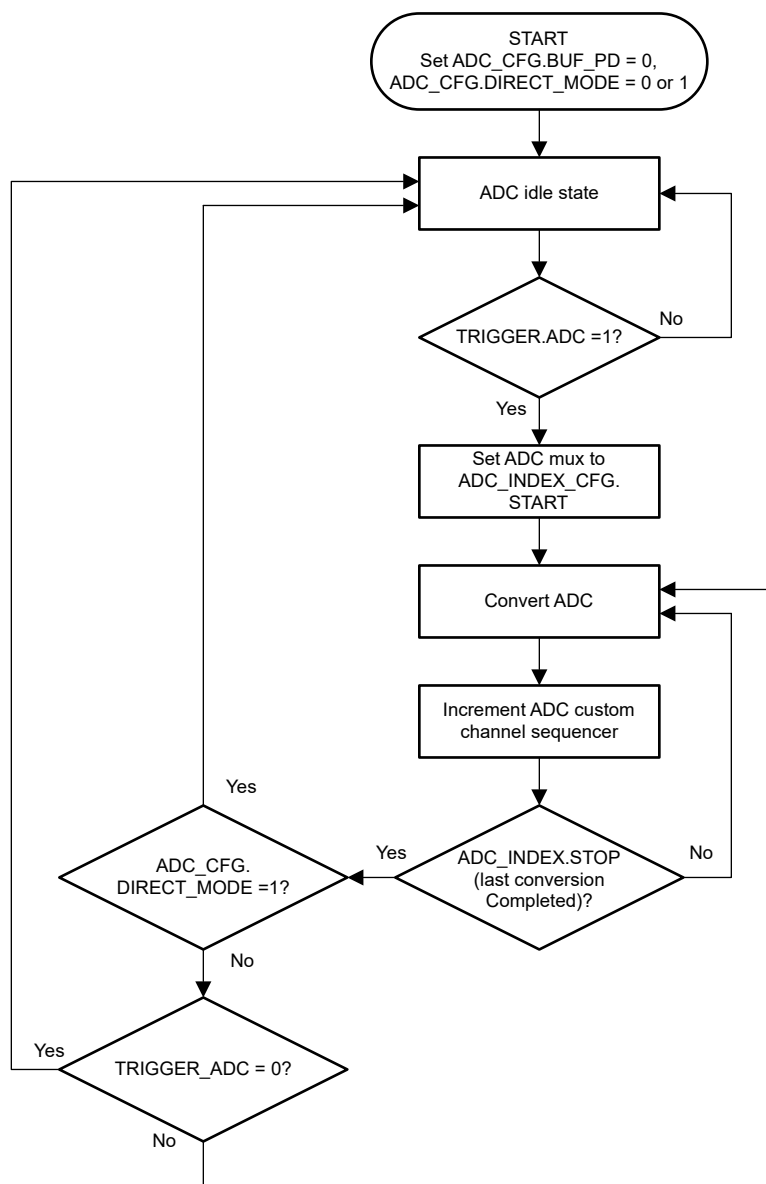 START
Set ADC_CFG.BUF_PD = 0,
ADC_CFG.DIRECT_MODE = 0 or 1
ADC idle state
TRIGGER.ADC =1?
No
Yes
Set ADC mux to
ADC_INDEX_CFG.
START
Convert ADC
Increment ADC custom
channel sequencer
ADC_INDEX.STOP
(last conversion
Completed)?
No
Yes
ADC_CFG.
DIRECT_MODE =1?
Yes
No
TRIGGER_ADC = 0?
Yes
No